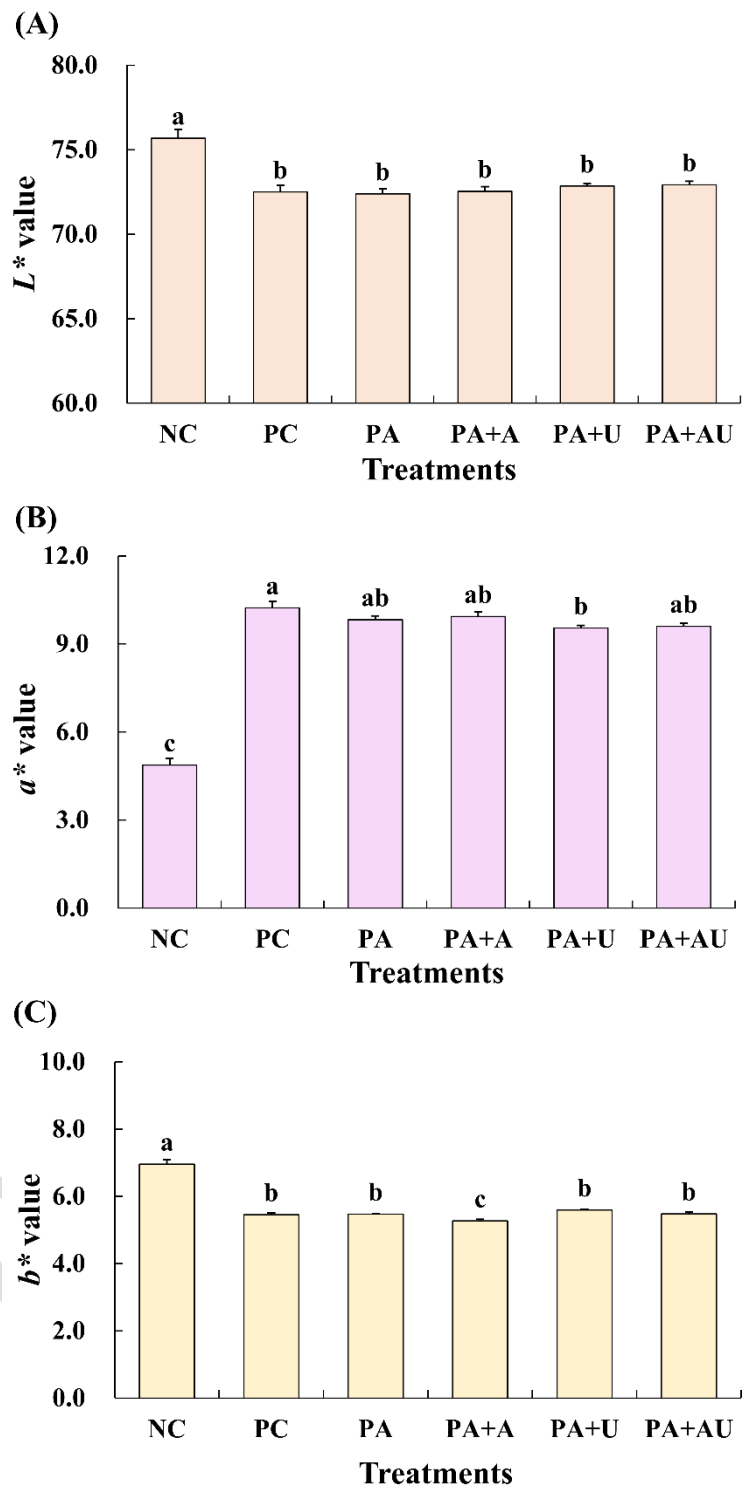 (A)
80.0
75.0
70.0
65.0
60.0
L* value
a
b
b
b
b
b
NC PC PA PA+A PA+U PA+AU
Treatments
(B)
12.0
9.0
6.0
3.0
0.0
a* value
c
a
ab
ab
b
ab
NC PC PA PA+A PA+U PA+AU
Treatments
(C)
10.0
8.0
6.0
4.0
2.0
0.0
b* value
a
b
b
c
b
b
NC PC PA PA+A PA+U PA+AU
Treatments